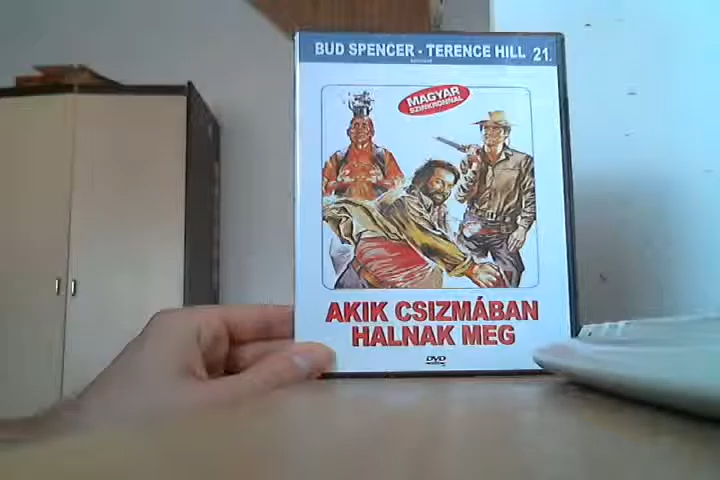 BUD SPENCER - TERENCE HILL 21.
MAGYAR
SZINKRONNAL
AKIK CSIZMÁBAN
HALNAK MEG
DVD